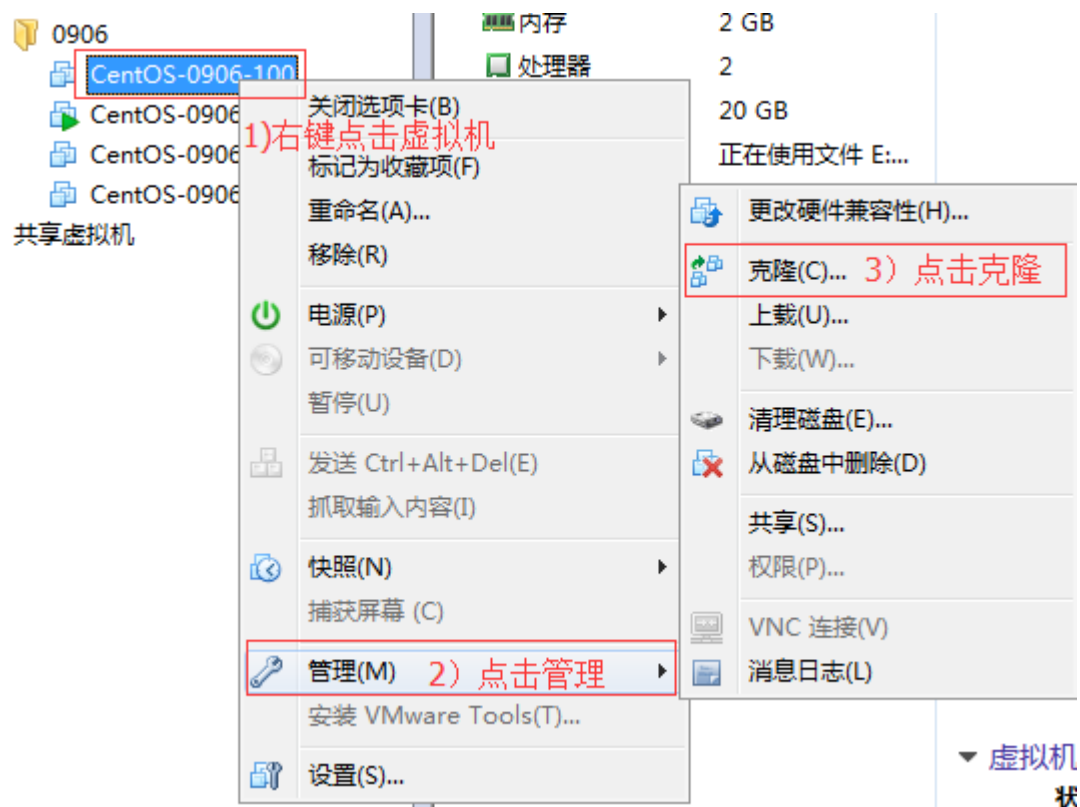 0906
CentOS-0906-100
CentOS-0906
CentOS-0906
CentOS-0906
共享虚拟机
内存 2 GB
处理器 2
20 GB
正在使用文件 E:...
关闭选项卡(B)
1)右键点击虚拟机
标记为收藏项(F)
重命名(A)...
移除(R)
电源(P)
可移动设备(D)
暂停(U)
发送 Ctrl+Alt+Del(E)
抓取输入内容(I)
快照(N)
捕获屏幕 (C)
管理(M) 2）点击管理
安装 VMware Tools(T)...
设置(S)...
更改硬件兼容性(H)...
克隆(C)... 3）点击克隆
上载(U)...
下载(W)...
清理磁盘(E)...
从磁盘中删除(D)
共享(S)...
权限(P)...
VNC 连接(V)
消息日志(L)
虚拟机